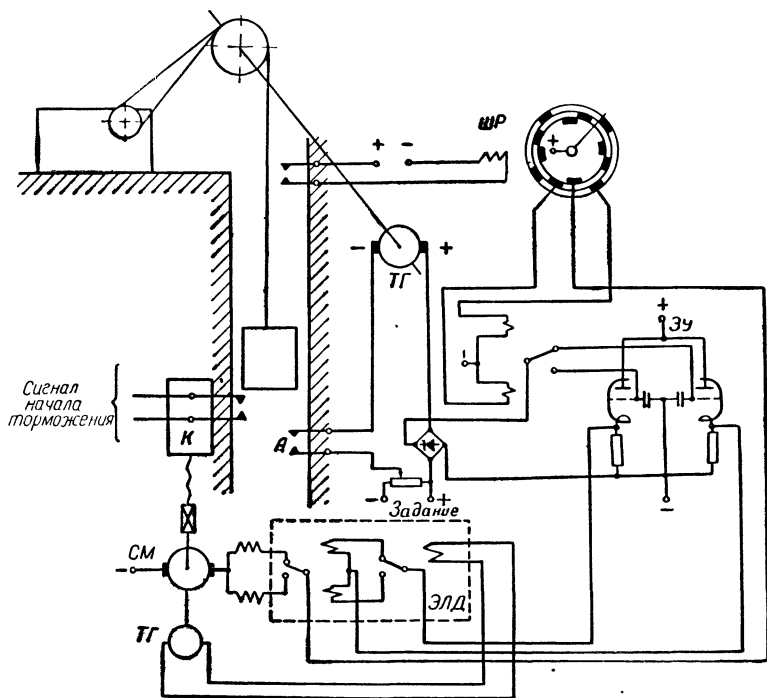 ШР
+ -
+
- +
ТГ
+
ЗУ
-
Сигнал
начала
торможения
К
Д
- +
Задание
-
СМ
-
ЭЛД
ТГ